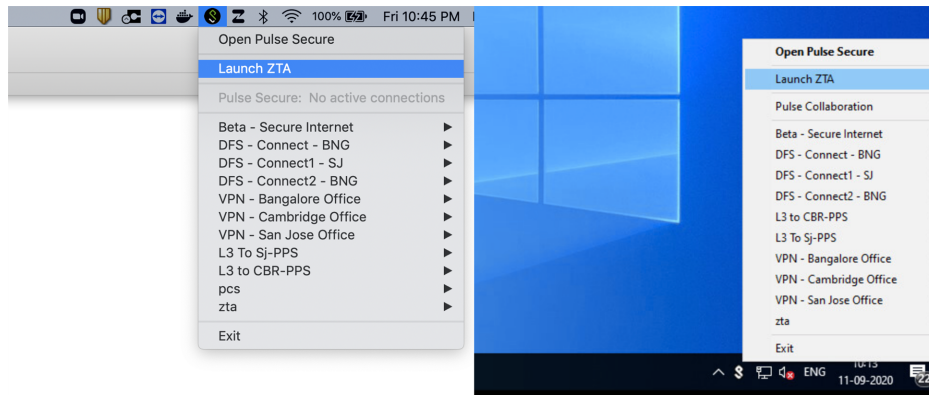 100% Fri 10:45 PM
Open Pulse Secure
Launch ZTA
Pulse Secure: No active connections
Beta - Secure Internet
DFS - Connect - BNG
DFS - Connect1 - SJ
DFS - Connect2 - BNG
VPN - Bangalore Office
VPN - Cambridge Office
VPN - San Jose Office
L3 To Sj-PPS
L3 to CBR-PPS
pcs
zta
Exit
Open Pulse Secure
Launch ZTA
Pulse Collaboration
Beta - Secure Internet
DFS - Connect - BNG
DFS - Connect1 - SJ
DFS - Connect2 - BNG
L3 to CBR-PPS
L3 To Sj-PPS
VPN - Bangalore Office
VPN - Cambridge Office
VPN - San Jose Office
zta
Exit
10:13
ENG
11-09-2020
22